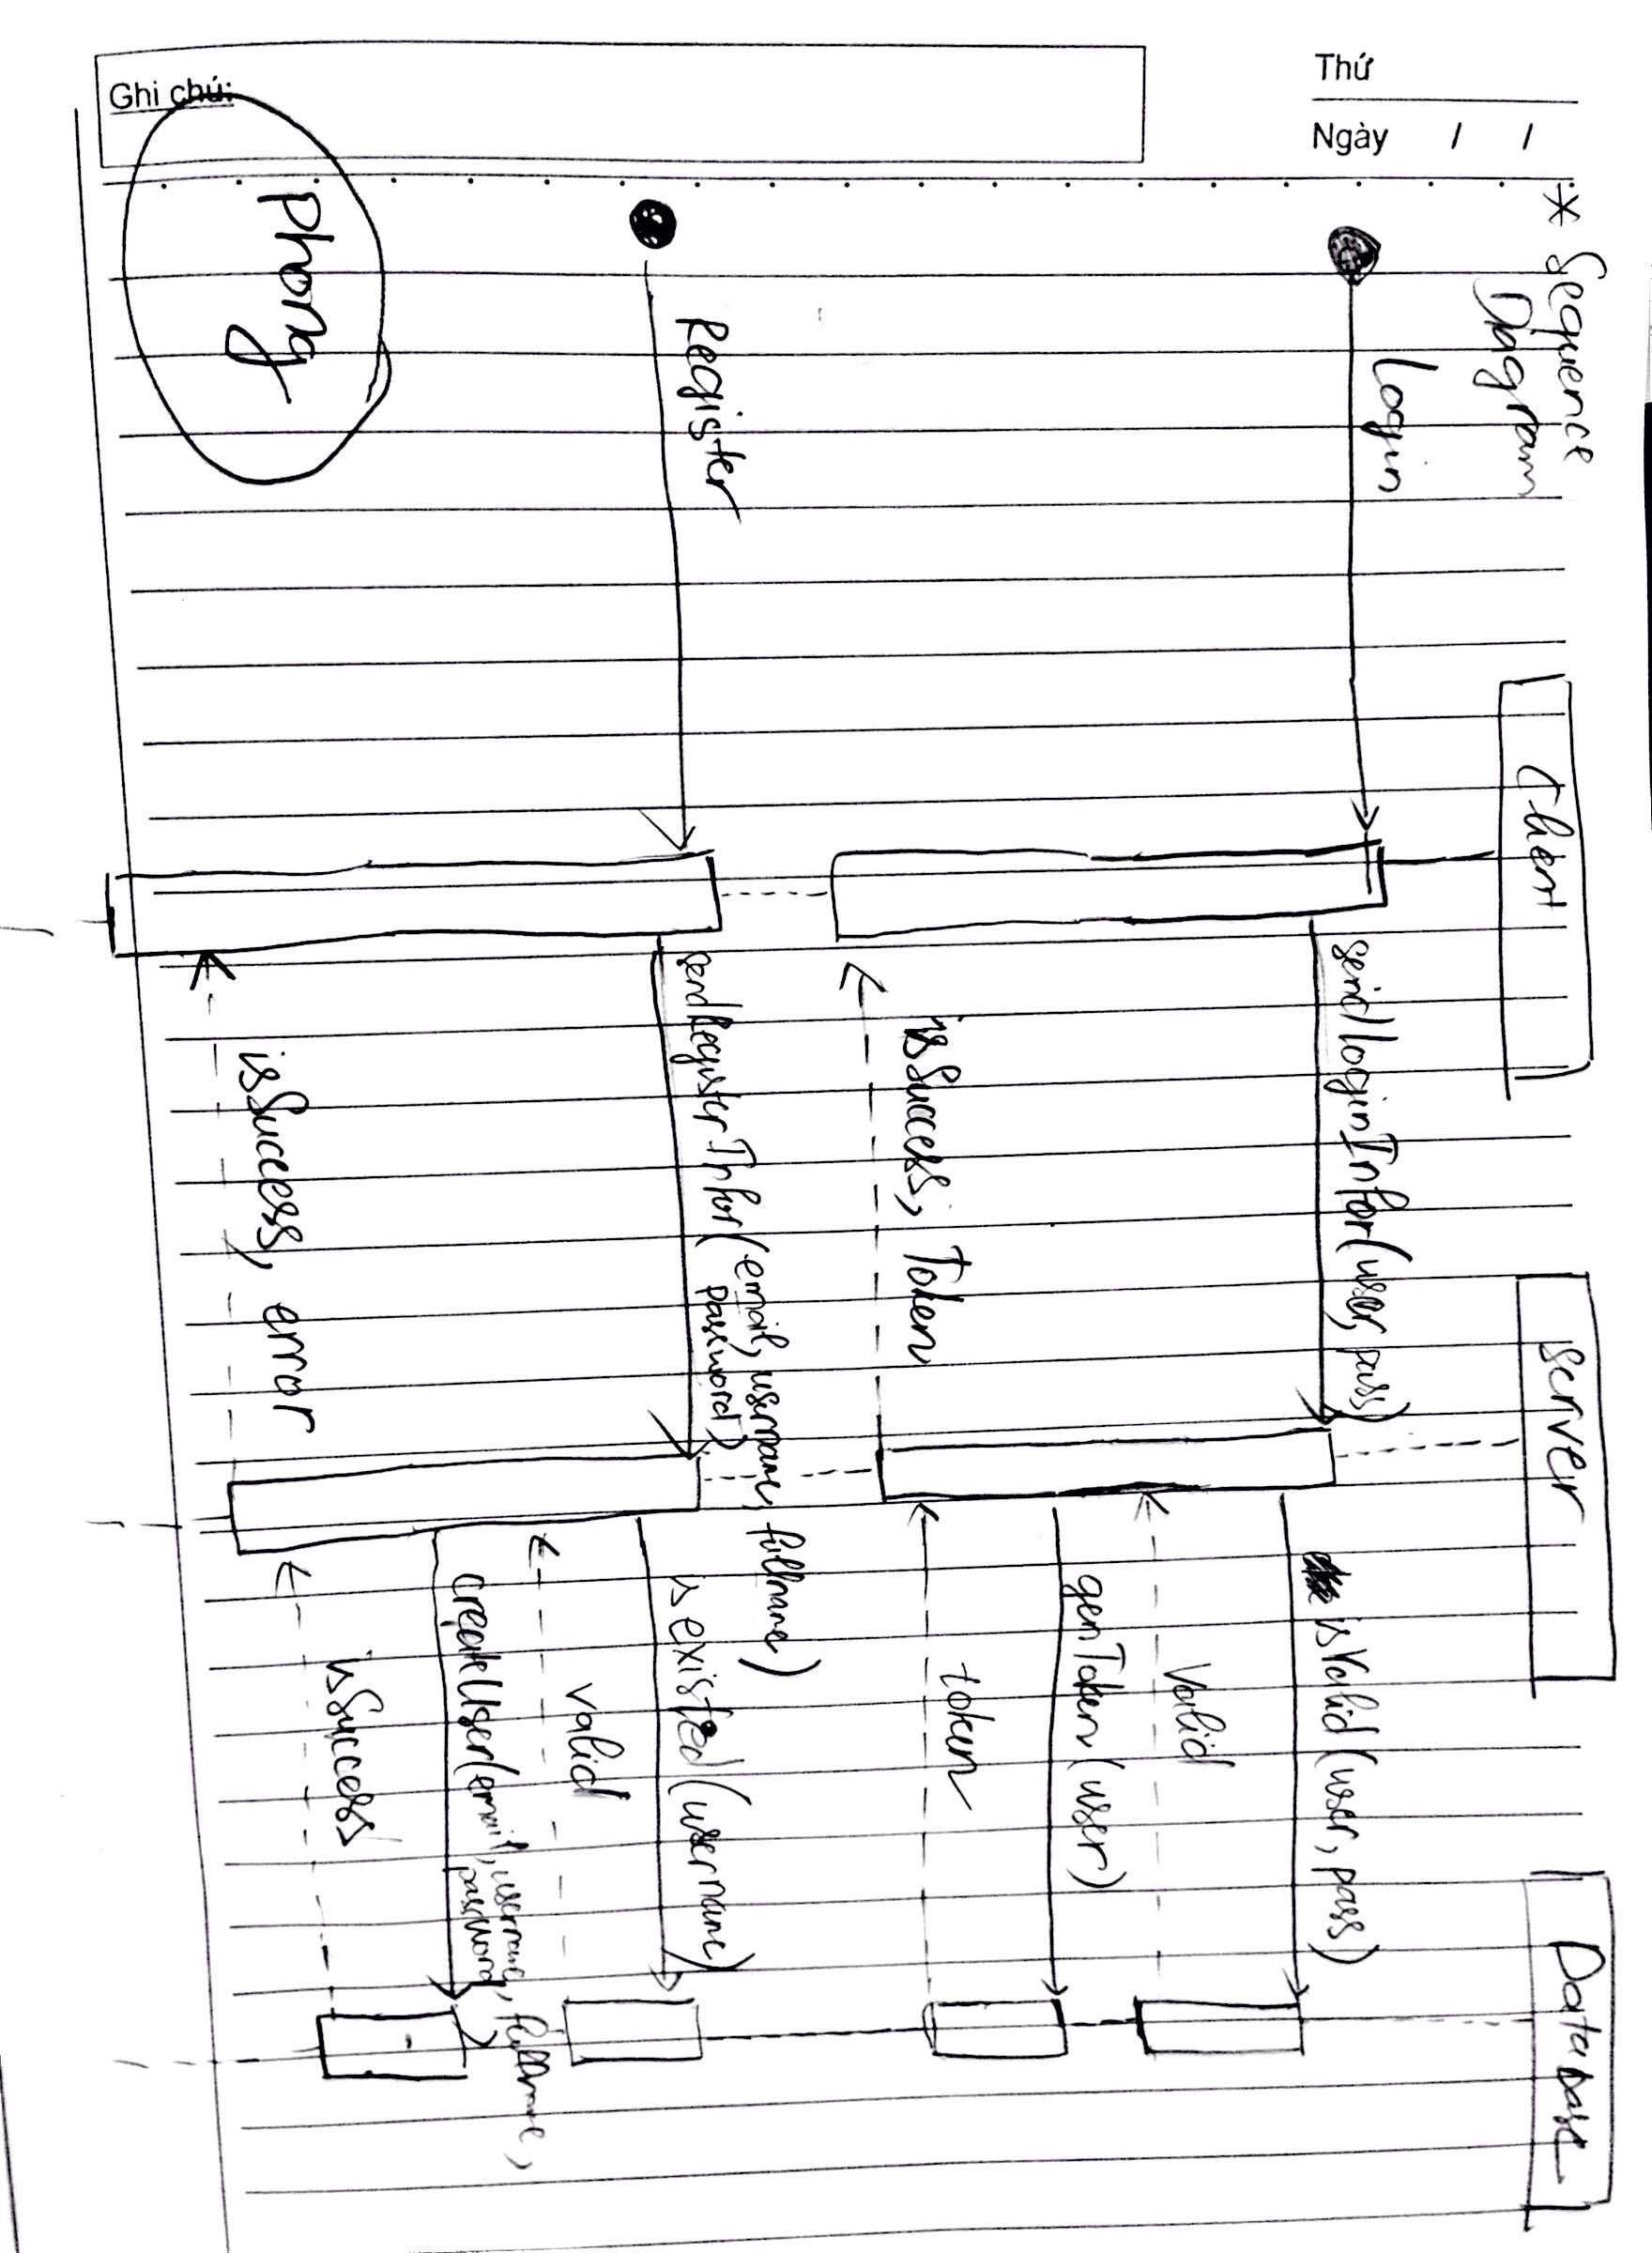 Ghi chú:
Thứ
Ngày / /
* Sequence
Diagram
Client
Server
Database
Login
sendloginInfor(user, pass)
isValid(user, pass)
Valid
genToken(user)
token
isSuccess, Token
Register
sendRegisterInfor(email, username, fullname)
password)
is existed(username)
valid
createUser(email, username, fullname,
password)
isSuccess
isSuccess, error
Phong